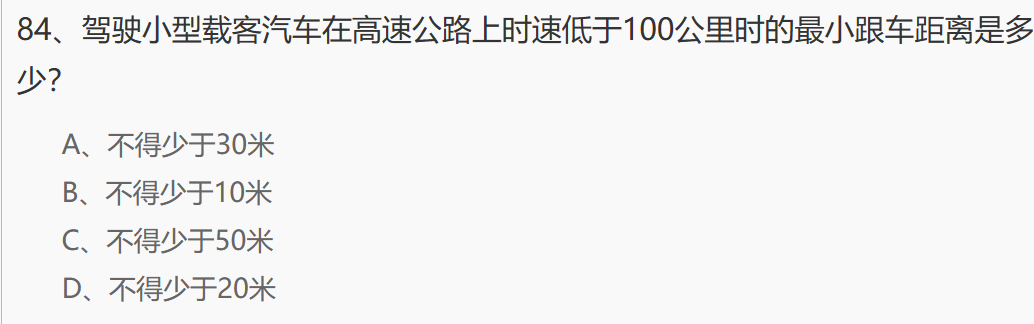 84、驾驶小型载客汽车在高速公路上时速低于100公里时的最小跟车距离是多
少?
A、不得少于30米
B、不得少于10米
C、不得少于50米
D、不得少于20米